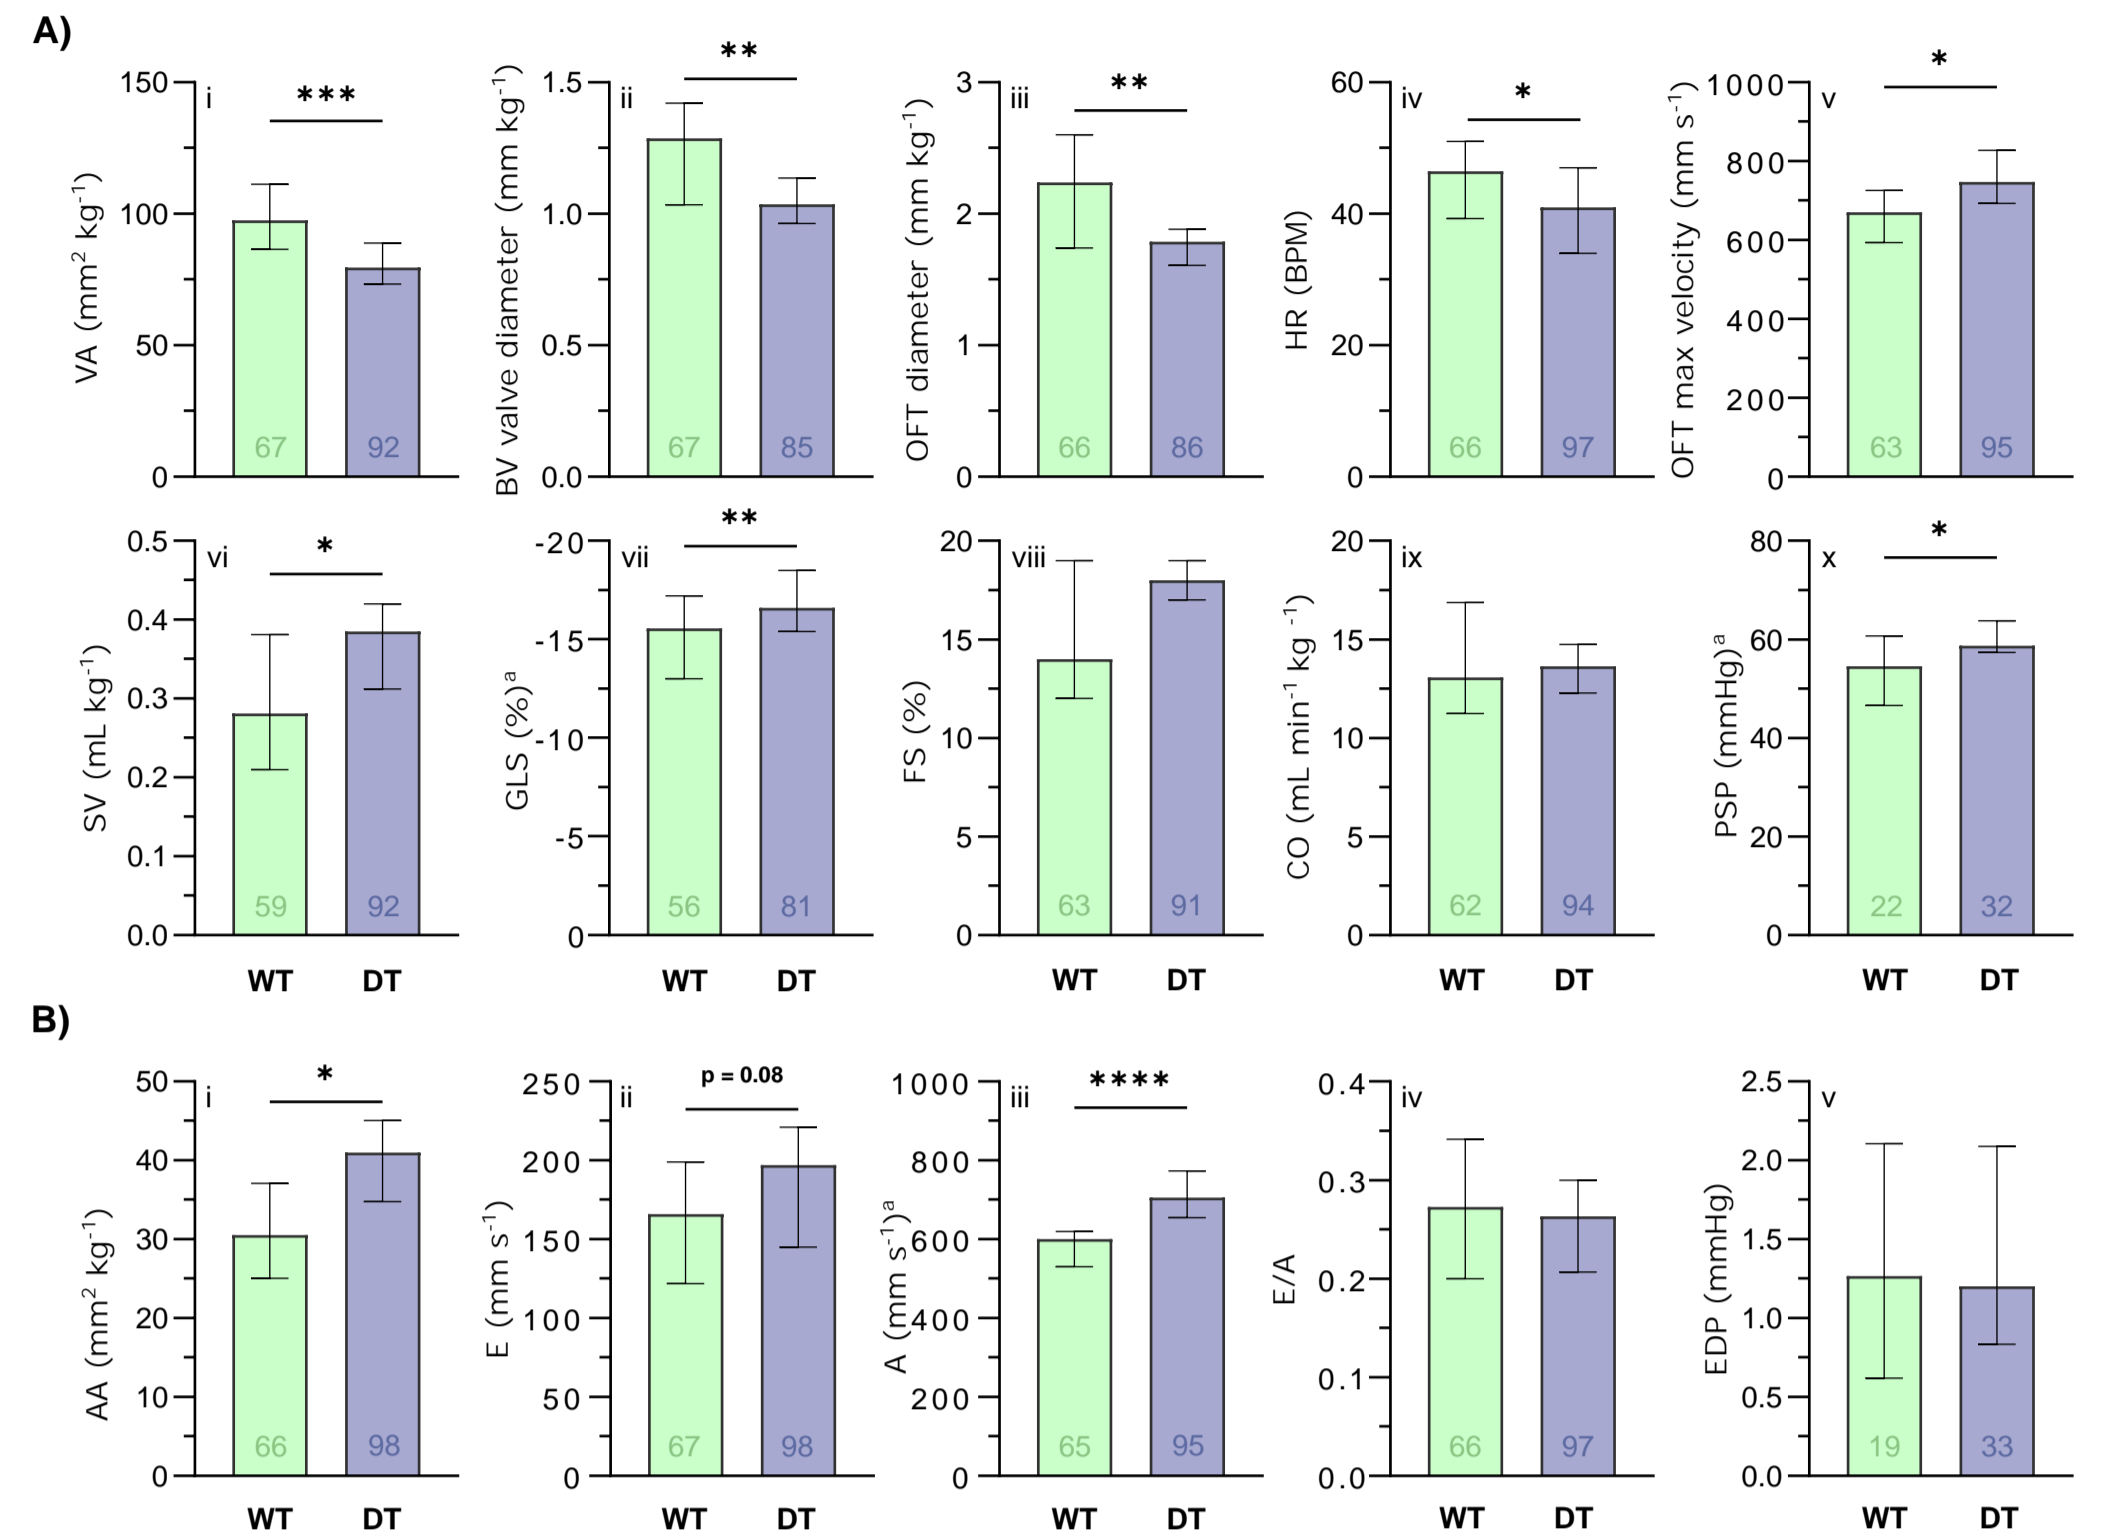 A)
i
***
VA (mm² kg⁻¹)
150
100
50
0
67
92
ii
**
BV valve diameter (mm kg⁻¹)
1.5
1.0
0.5
0.0
67
85
iii
**
OFT diameter (mm kg⁻¹)
3
2
1
0
66
86
iv
*
HR (BPM)
60
40
20
0
66
97
v
*
OFT max velocity (mm s⁻¹)
1000
800
600
400
200
0
63
95
vi
*
SV (mL kg⁻¹)
0.5
0.4
0.3
0.2
0.1
0.0
59
92
WT DT
vii
**
GLS (%)ᵃ
-20
-15
-10
-5
0
56
81
WT DT
viii
FS (%)
20
15
10
5
0
63
91
WT DT
ix
CO (mL min⁻¹ kg ⁻¹)
20
15
10
5
0
62
94
WT DT
x
*
PSP (mmHg)ᵃ
80
60
40
20
0
22
32
WT DT
B)
i
*
AA (mm² kg⁻¹)
50
40
30
20
10
0
66
98
WT DT
ii
p = 0.08
E (mm s⁻¹)
250
200
150
100
50
0
67
98
WT DT
iii
****
A (mm s⁻¹)ᵃ
1000
800
600
400
200
0
65
95
WT DT
iv
E/A
0.4
0.3
0.2
0.1
0.0
66
97
WT DT
v
EDP (mmHg)
2.5
2.0
1.5
1.0
0.5
0.0
19
33
WT DT